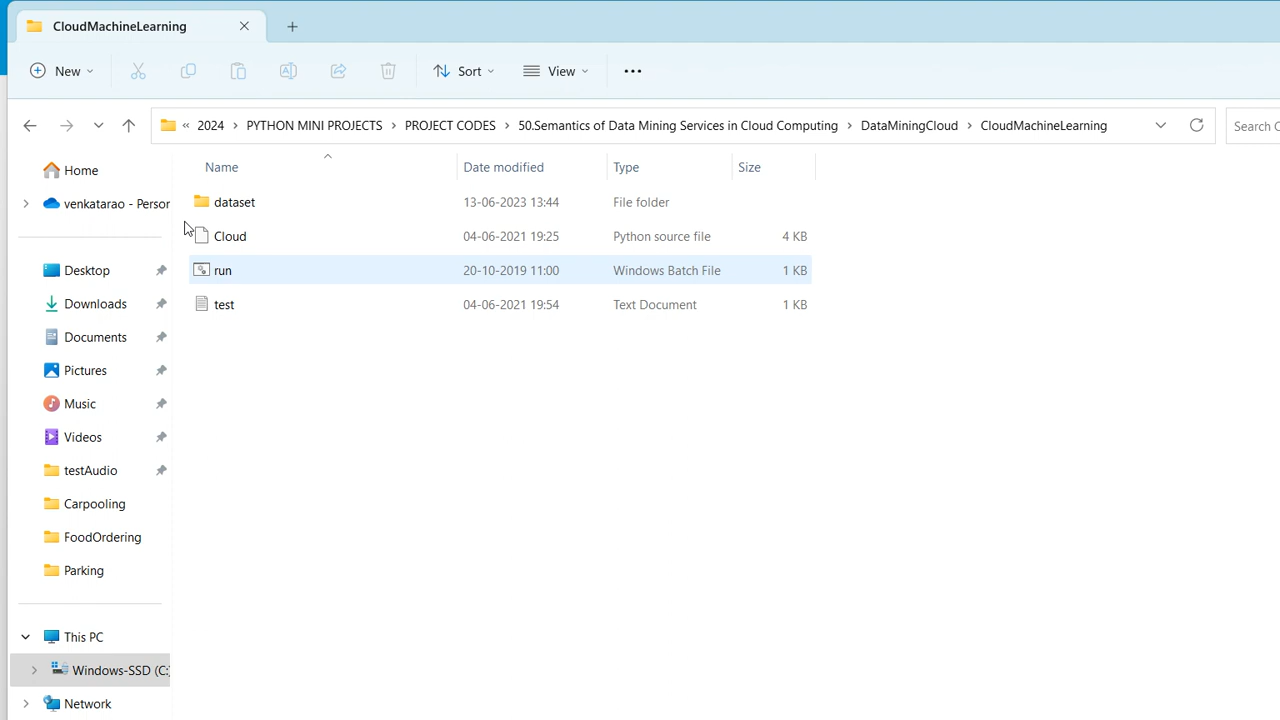 CloudMachineLearning
New
Sort
View
« 2024 > PYTHON MINI PROJECTS > PROJECT CODES > 50.Semantics of Data Mining Services in Cloud Computing > DataMiningCloud > CloudMachineLearning
Search C
Name Date modified Type Size
dataset 13-06-2023 13:44 File folder
Cloud 04-06-2021 19:25 Python source file 4 KB
run 20-10-2019 11:00 Windows Batch File 1 KB
test 04-06-2021 19:54 Text Document 1 KB
Home
venkatarao - Person
Desktop
Downloads
Documents
Pictures
Music
Videos
testAudio
Carpooling
FoodOrdering
Parking
This PC
Windows-SSD (C:)
Network